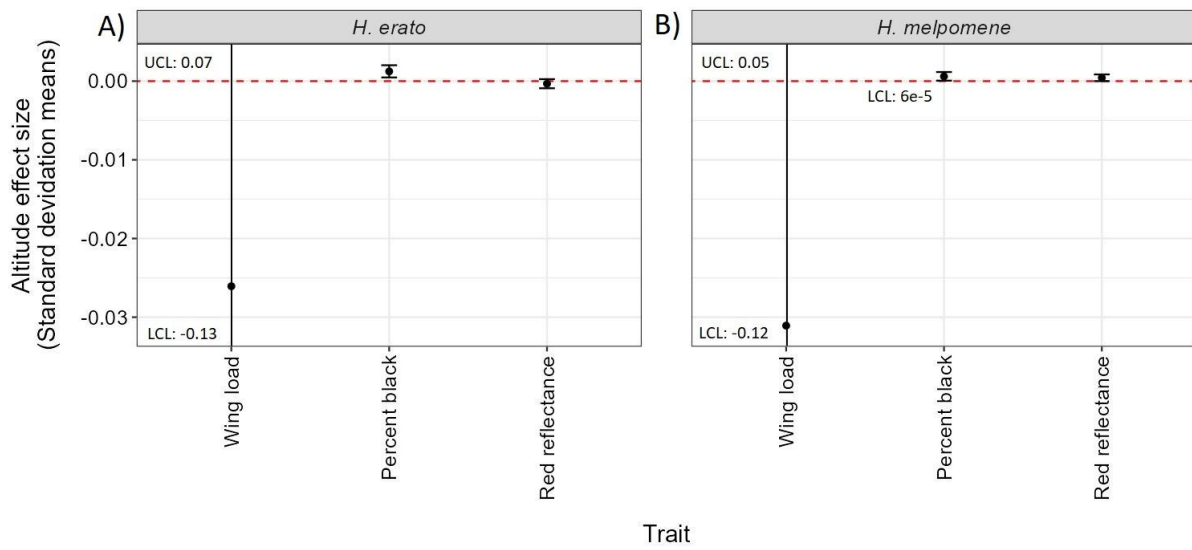 A)
H. erato
B)
H. melpomene
Altitude effect size
(Standard devidation means)
0.00
-0.01
-0.02
-0.03
UCL: 0.07
LCL: -0.13
UCL: 0.05
LCL: 6e-5
LCL: -0.12
Wing load
Percent black
Red reflectance
Wing load
Percent black
Red reflectance
Trait